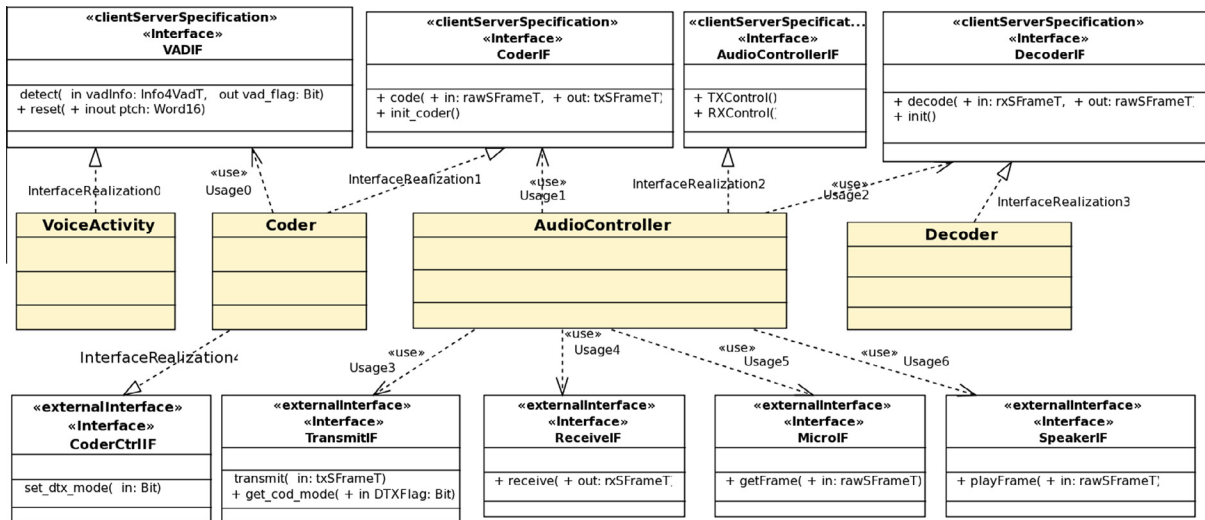 «clientServerSpecification»
«Interface»
VADIF
detect( in vadInfo: Info4VadT, out vad_flag: Bit)
+ reset( + inout ptch: Word16)
«clientServerSpecification»
«Interface»
CoderIF
+ code( + in: rawSFrameT, + out: txSFrameT)
+ init_coder()
«clientServerSpecificat...
«Interface»
AudioControllerIF
+ TXControl()
+ RXControl()
«clientServerSpecification»
«Interface»
DecoderIF
+ decode( + in: rxSFrameT, + out: rawSFrameT)
+ init()
InterfaceRealization0
«use»
Usage0
InterfaceRealization1
«use»
Usage1
InterfaceRealization2
«use»
Usage2
InterfaceRealization3
VoiceActivity
Coder
AudioController
Decoder
InterfaceRealization4
«use»
Usage3
«use»
Usage4
«use»
Usage5
«use»
Usage6
«externalInterface»
«Interface»
CoderCtrlIF
set_dtx_mode( in: Bit)
«externalInterface»
«Interface»
TransmitIF
transmit( in: txSFrameT)
+ get_cod_mode( + in DTXFlag: Bit)
«externalInterface»
«Interface»
ReceiveIF
+ receive( + out: rxSFrameT)
«externalInterface»
«Interface»
MicroIF
+ getFrame( + in: rawSFrameT)
«externalInterface»
«Interface»
SpeakerIF
+ playFrame( + in: rawSFrameT)